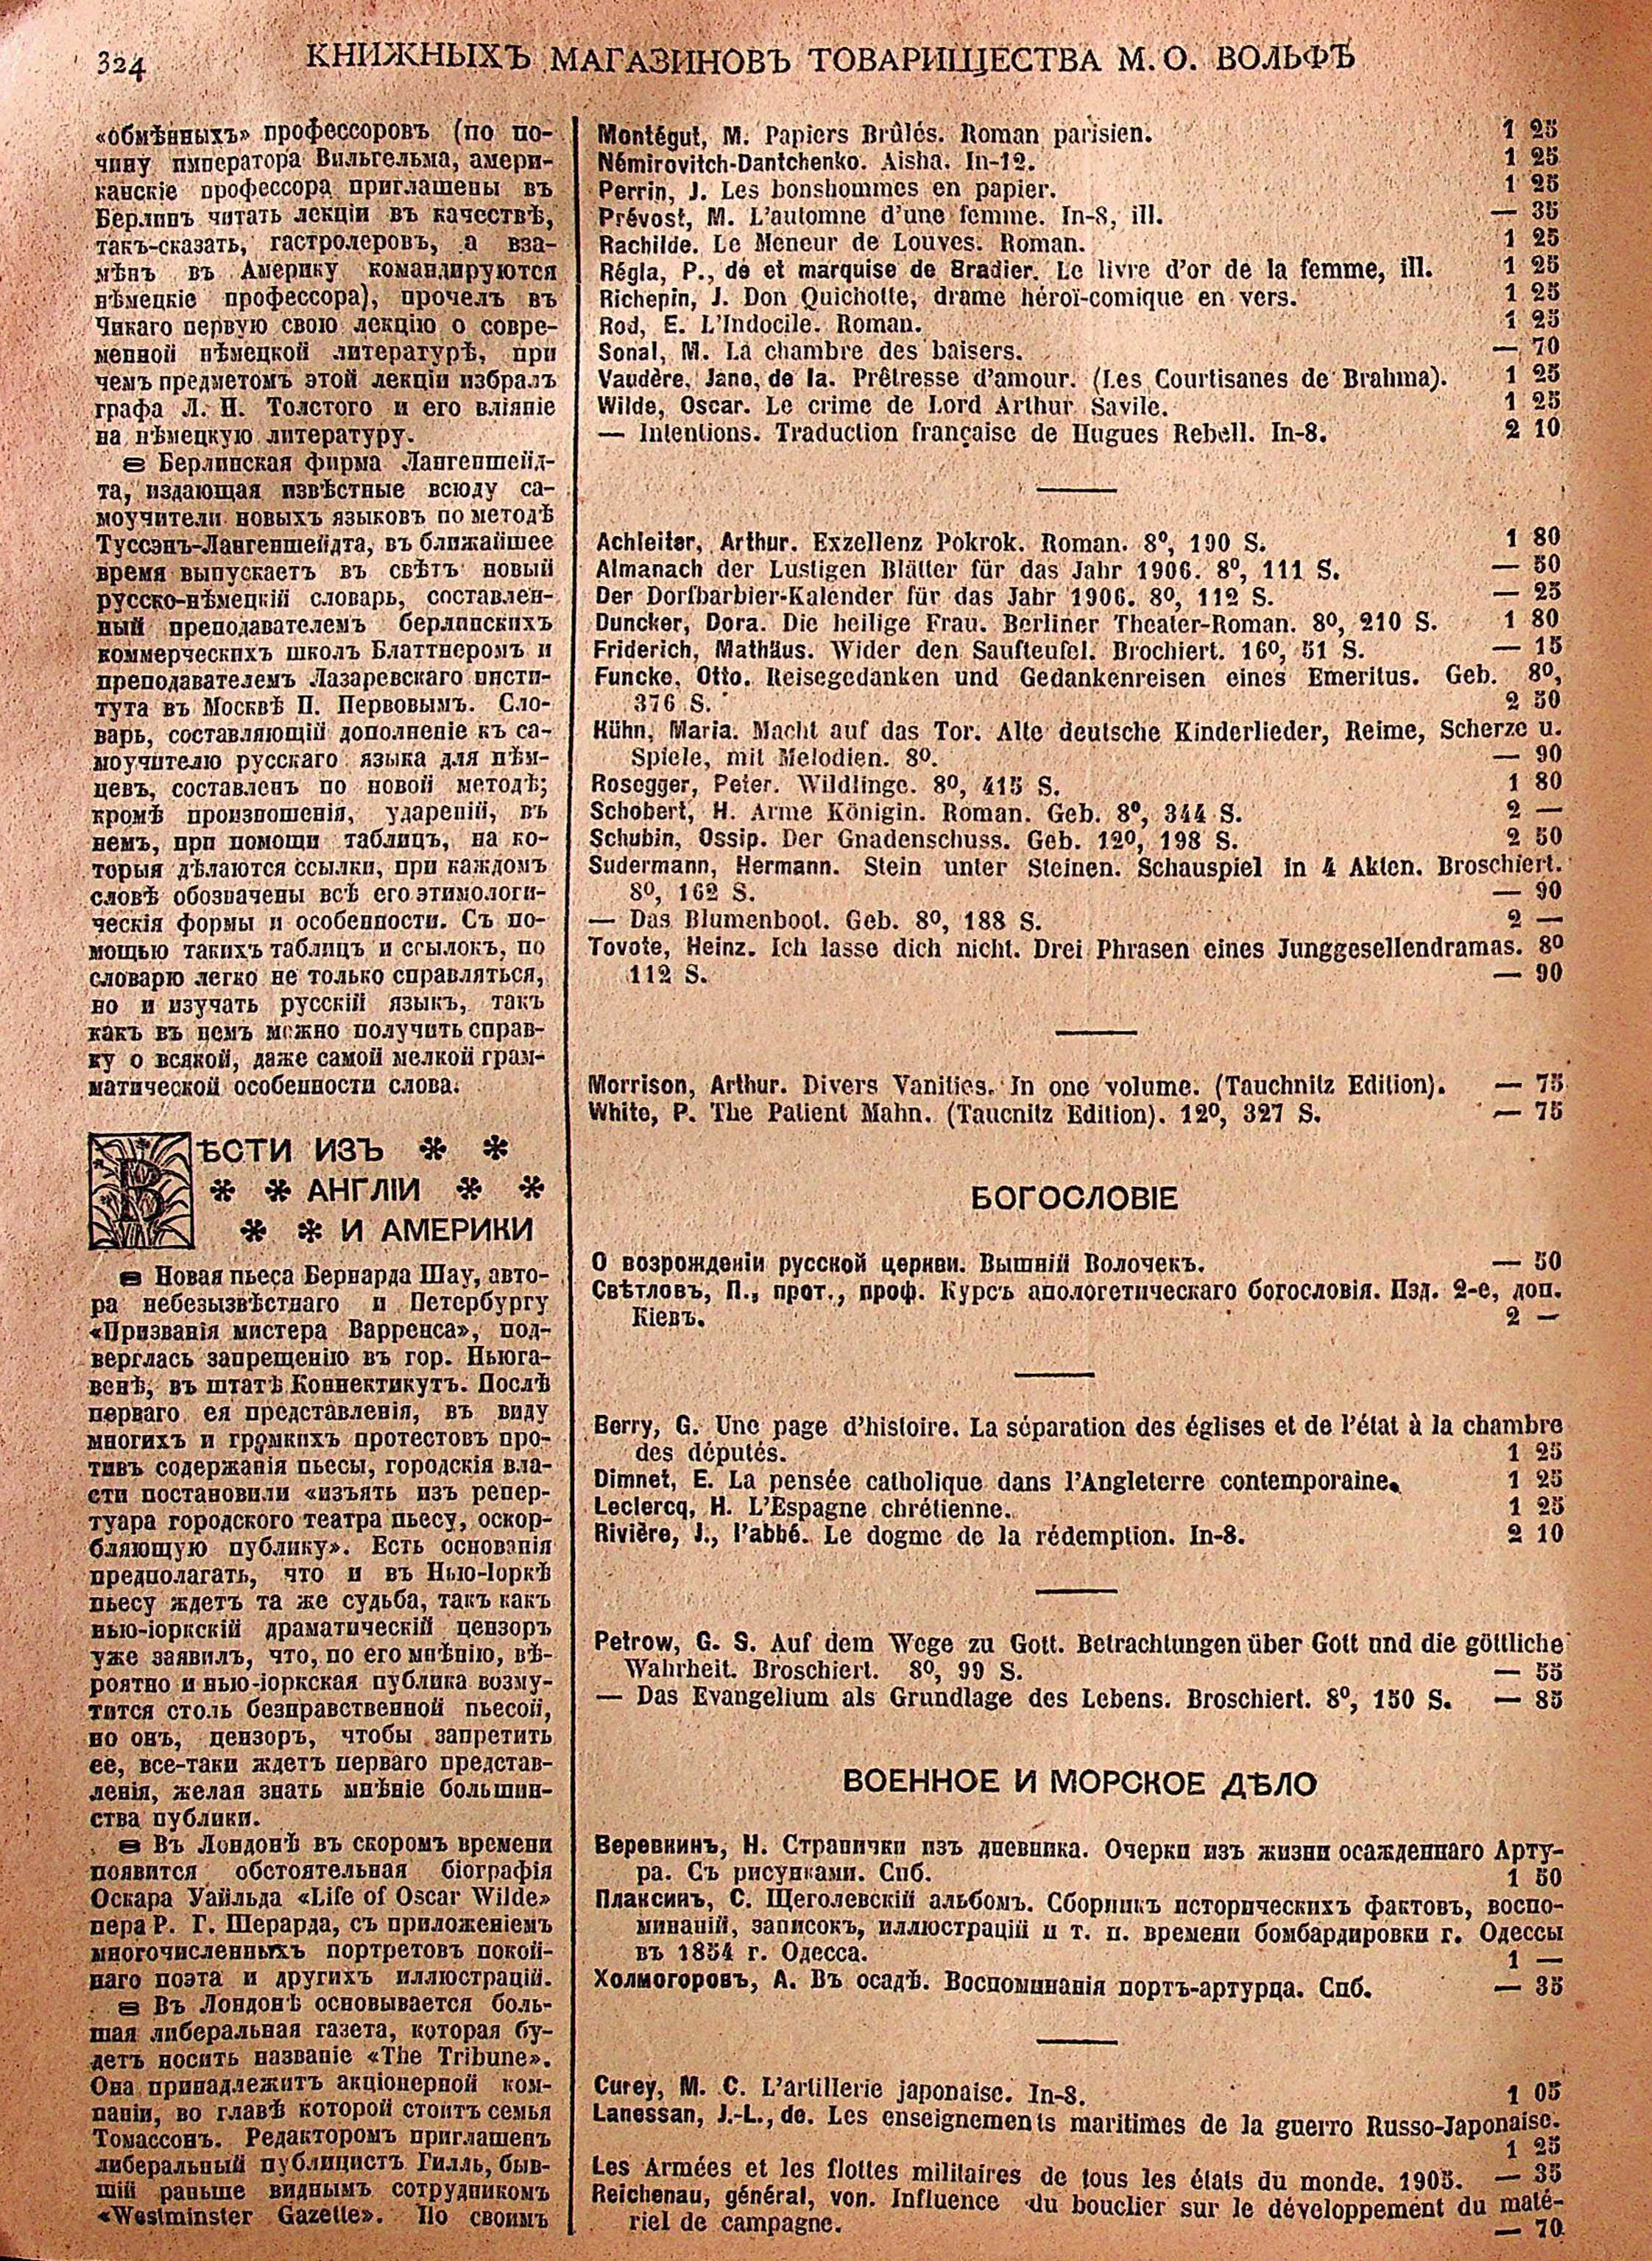 324
КНИЖНЫХЪ МАГАЗИНОВЪ ТОВАРИЩЕСТВА М. О. ВОЛЬФЪ
«обмѣнныхъ» профессоровъ (по по-
чину императора Вильгельма, амери-
канскіе профессора приглашены въ
Берлинъ читать лекціи въ качествѣ,
такъ-сказать, гастролеровъ, а вза-
мѣнъ въ Америку командируются
нѣмецкіе профессора), прочелъ въ
Чикаго первую свою лекцію о совре-
менной нѣмецкой литературѣ, при
чемъ предметомъ этой лекціи избралъ
графа Л. Н. Толстого и его вліяніе
на нѣмецкую литературу.
Берлинская фирма Лангеншейд-
та, издающая извѣстные всюду са-
моучители новыхъ языковъ по методѣ
Туссэнъ-Лангеншейдта, въ ближайшее
время выпускаетъ въ свѣтъ новый
русско-нѣмецкій словарь, составлен-
ный преподавателемъ берлинскихъ
коммерческихъ школъ Блаттнеромъ и
преподавателемъ Лазаревскаго инсти-
тута въ Москвѣ П. Первовымъ. Сло-
варь, составляющій дополненіе къ са-
моучителю русскаго языка для нѣм-
цевъ, составленъ по новой методѣ;
кромѣ произношенія, удареній, въ
немъ, при помощи таблицъ, на ко-
торыя дѣлаются ссылки, при каждомъ
словѣ обозначены всѣ его этимологи-
ческія формы и особенности. Съ по-
мощью такихъ таблицъ и ссылокъ, по
словарю легко не только справляться,
но и изучать русскій языкъ, такъ
какъ въ немъ можно получить справ-
ку о всякой, даже самой мелкой грам-
матической особенности слова.
ВѢСТИ ИЗЪ
АНГЛІИ
И АМЕРИКИ
Новая пьеса Бернарда Шау, авто-
ра небезызвѣстнаго и Петербургу
«Призванія мистера Варренса», под-
верглась запрещенію въ гор. Ньюга-
венѣ, въ штатѣ Коннектикутъ. Послѣ
перваго ея представленія, въ виду
многихъ и громкихъ протестовъ про-
тивъ содержанія пьесы, городскія вла-
сти постановили «изъять изъ репер-
туара городского театра пьесу, оскор-
бляющую публику». Есть основанія
предполагать, что и въ Нью-Іоркѣ
пьесу ждетъ та же судьба, такъ какъ
нью-іоркскій драматическій цензоръ
уже заявилъ, что, по его мнѣнію, вѣ-
роятно и нью-іоркская публика возму-
тится столь безнравственной пьесой,
но онъ, цензоръ, чтобы запретить
ее, все-таки ждетъ перваго представ-
ленія, желая знать мнѣніе большин-
ства публики.
Въ Лондонѣ въ скоромъ времени
появится обстоятельная біографія
Оскара Уайльда «Life of Oscar Wilde»
пера Р. Г. Шерарда, съ приложеніемъ
многочисленныхъ портретовъ покой-
наго поэта и другихъ иллюстрацій.
Въ Лондонѣ основывается боль-
шая либеральная газета, которая бу-
детъ носить названіе «The Tribune».
Она принадлежитъ акціонерной ком-
паніи, во главѣ которой стоитъ семья
Томассонъ. Редакторомъ приглашенъ
либеральный публицистъ Гилль, быв-
шій раньше виднымъ сотрудникомъ
«Westminster Gazette». По своимъ
Montégut, M. Papiers Brûlés. Roman parisien. 1 25
Némirovitch-Dantchenko. Aisha. In-12. 1 25
Perrin, J. Les bonshommes en papier. 1 25
Prévost, M. L'automne d'une femme. In-8, ill. — 35
Rachilde. Le Meneur de Louves. Roman. 1 25
Régla, P., de et marquise de Bradier. Le livre d'or de la femme, ill. 1 25
Richepin, J. Don Quichotte, drame héroï-comique en vers. 1 25
Rod, E. L'Indocile. Roman. 1 25
Sonal, M. La chambre des baisers. — 70
Vaudère, Jane, de la. Prêtresse d'amour. (Les Courtisanes de Brahma). 1 25
Wilde, Oscar. Le crime de Lord Arthur Savile. 1 25
— Intentions. Traduction française de Hugues Rebell. In-8. 2 10
Achleiter, Arthur. Exzellenz Pokrok. Roman. 8⁰, 190 S. 1 80
Almanach der Lustigen Blätter für das Jahr 1906. 8⁰, 111 S. — 50
Der Dorfbarbier-Kalender für das Jahr 1906. 8⁰, 112 S. — 25
Duncker, Dora. Die heilige Frau. Berliner Theater-Roman. 8⁰, 210 S. 1 80
Friderich, Mathäus. Wider den Saufteufel. Brochiert. 16⁰, 51 S. — 15
Funcke, Otto. Reisegedanken und Gedankenreisen eines Emeritus. Geb. 8⁰,
376 S. 2 50
Kühn, Maria. Macht auf das Tor. Alte deutsche Kinderlieder, Reime, Scherze u.
Spiele, mit Melodien. 8⁰. — 90
Rosegger, Peter. Wildlinge. 8⁰, 415 S. 1 80
Schobert, H. Arme Königin. Roman. Geb. 8⁰, 344 S. 2 —
Schubin, Ossip. Der Gnadenschuss. Geb. 12⁰, 198 S. 2 50
Sudermann, Hermann. Stein unter Steinen. Schauspiel in 4 Akten. Broschiert.
8⁰, 162 S. — 90
— Das Blumenboot. Geb. 8⁰, 188 S. 2 —
Tovote, Heinz. Ich lasse dich nicht. Drei Phrasen eines Junggesellendramas. 8⁰
112 S. — 90
Morrison, Arthur. Divers Vanities. In one volume. (Tauchnitz Edition). — 75
White, P. The Patient Mahn. (Taucnitz Edition). 12⁰, 327 S. — 75
БОГОСЛОВІЕ
О возрожденіи русской церкви. Вышній Волочекъ. — 50
Свѣтловъ, П., прот., проф. Курсъ апологетическаго богословія. Изд. 2-е, доп.
Кіевъ. 2 —
Berry, G. Une page d'histoire. La séparation des églises et de l'état à la chambre
des députés. 1 25
Dimnet, E. La pensée catholique dans l'Angleterre contemporaine. 1 25
Leclercq, H. L'Espagne chrétienne. 1 25
Rivière, J., l'abbé. Le dogme de la rédemption. In-8. 2 10
Petrow, G. S. Auf dem Wege zu Gott. Betrachtungen über Gott und die göttliche
Wahrheit. Broschiert. 8⁰, 99 S. — 55
— Das Evangelium als Grundlage des Lebens. Broschiert. 8⁰, 150 S. — 85
ВОЕННОЕ И МОРСКОЕ ДѢЛО
Веревкинъ, Н. Странички изъ дневника. Очерки изъ жизни осажденнаго Арту-
ра. Съ рисунками. Спб. 1 50
Плаксинъ, С. Щеголевскій альбомъ. Сборникъ историческихъ фактовъ, воспо-
минаній, записокъ, иллюстрацій и т. п. времени бомбардировки г. Одессы
въ 1854 г. Одесса. 1 —
Холмогоровъ, А. Въ осадѣ. Воспоминанія портъ-артурца. Спб. — 35
Curey, M. C. L'artillerie japonaise. In-8. 1 05
Lanessan, J.-L., de. Les enseignements maritimes de la guerro Russo-Japonaise.
1 25
Les Armées et les flottes militaires de tous les états du monde. 1905. — 35
Reichenau, général, von. Influence du bouclier sur le développement du maté-
riel de campagne. — 70